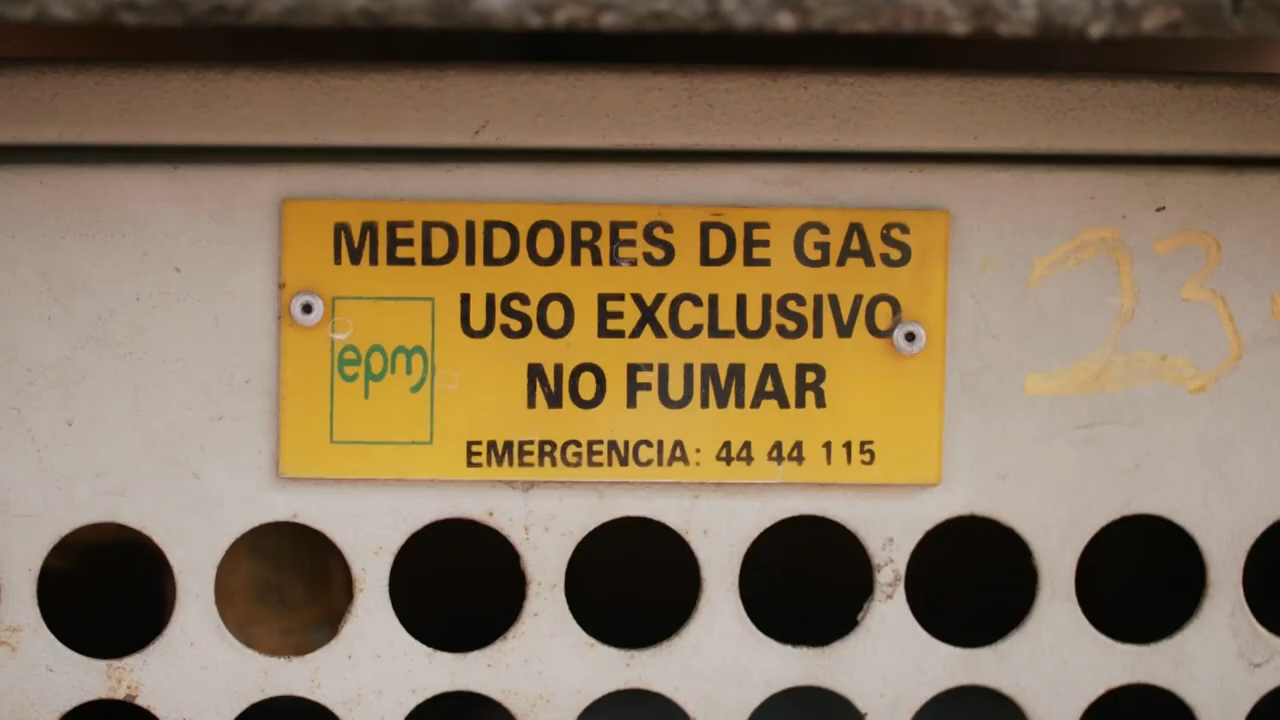 MEDIDORES DE GAS
USO EXCLUSIVO
NO FUMAR
epm
EMERGENCIA: 44 44 115
23